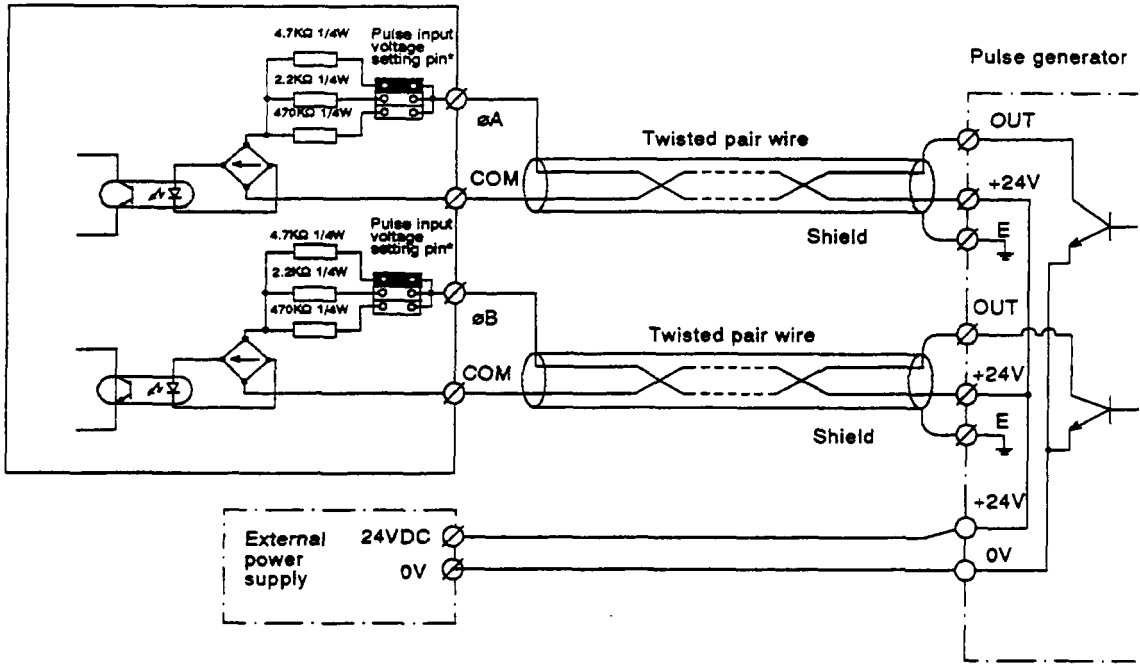 4.7KΩ 1/4W
2.2KΩ 1/4W
470KΩ 1/4W
Pulse input
voltage
setting pin*
øA
COM
Twisted pair wire
Shield
Pulse generator
OUT
+24V
E
4.7KΩ 1/4W
2.2KΩ 1/4W
470KΩ 1/4W
Pulse input
voltage
setting pin*
øB
COM
Twisted pair wire
Shield
OUT
+24V
E
+24V
0V
External
power
supply
24VDC
0V